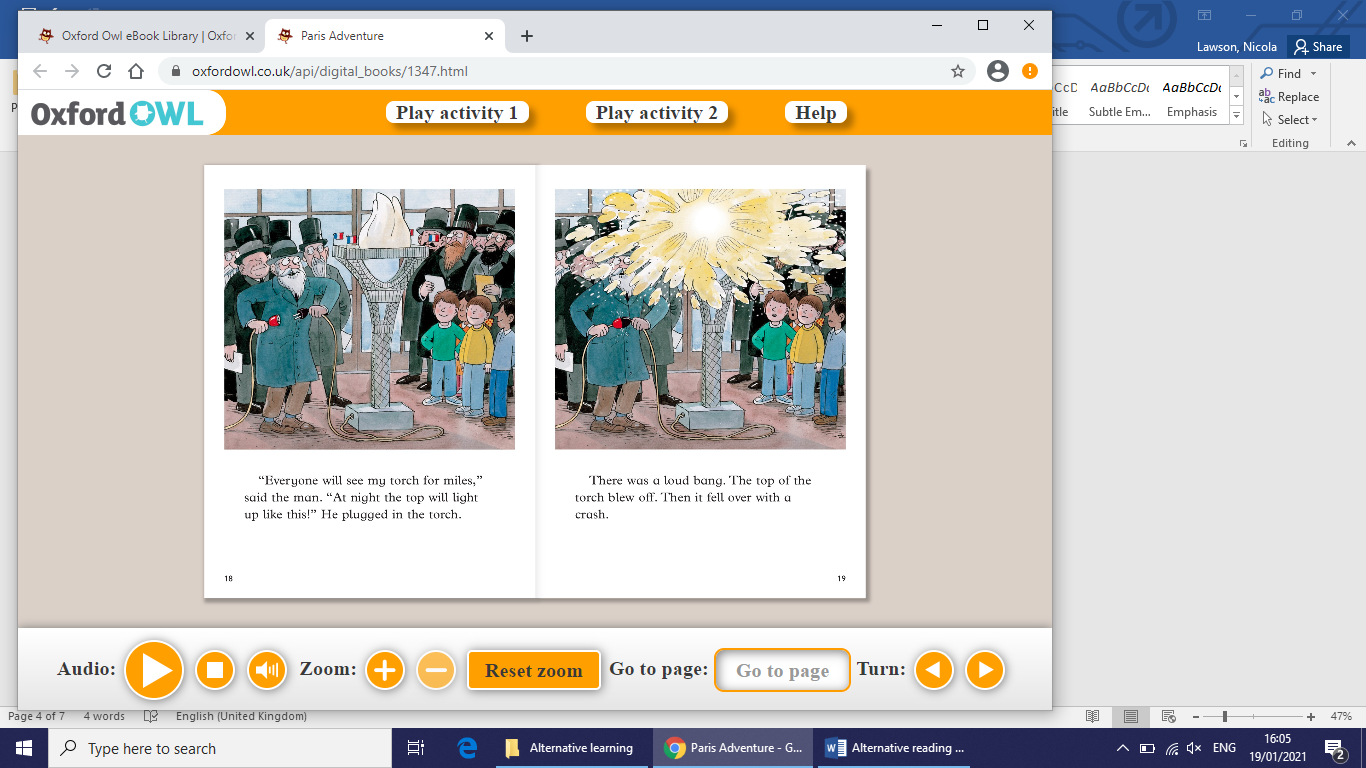 Oxford Owl eBook Library | Oxfo
Paris Adventure
Lawson, Nicola
Share
oxfordowl.co.uk/api/digital_books/1347.html
Find
Replace
Select
Editing
AaBbCcDc
AaBbCcDc
Subtle Em...
Emphasis
Oxford OWL
Play activity 1
Play activity 2
Help
“Everyone will see my torch for miles,”
said the man. “At night the top will light
up like this!” He plugged in the torch.
18
There was a loud bang. The top of the
torch blew off. Then it fell over with a
crash.
19
Audio:
Zoom:
Reset zoom
Go to page:
Go to page
Turn:
Page 4 of 7
4 words
English (United Kingdom)
47%
Type here to search
Alternative learning
Paris Adventure - G...
Alternative reading ...
ENG
16:05
19/01/2021
2